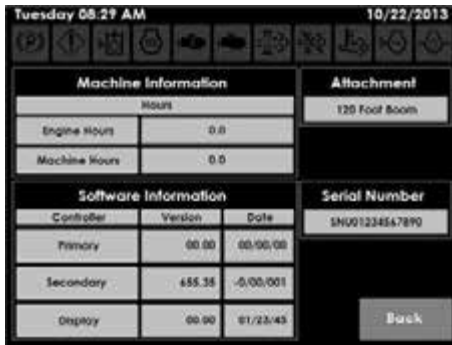 Tuesday 08:29 AM 10/22/2013
(P)
Machine Information
Hours
Engine Hours 0.0
Machine Hours 0.0
Attachment
120 Foot Boom
Software Information
Controller Version Date
Primary 00.00 00/00/00
Secondary 655.35 -0/00/001
Display 00.00 01/23/45
Serial Number
SNU01234567890
Back